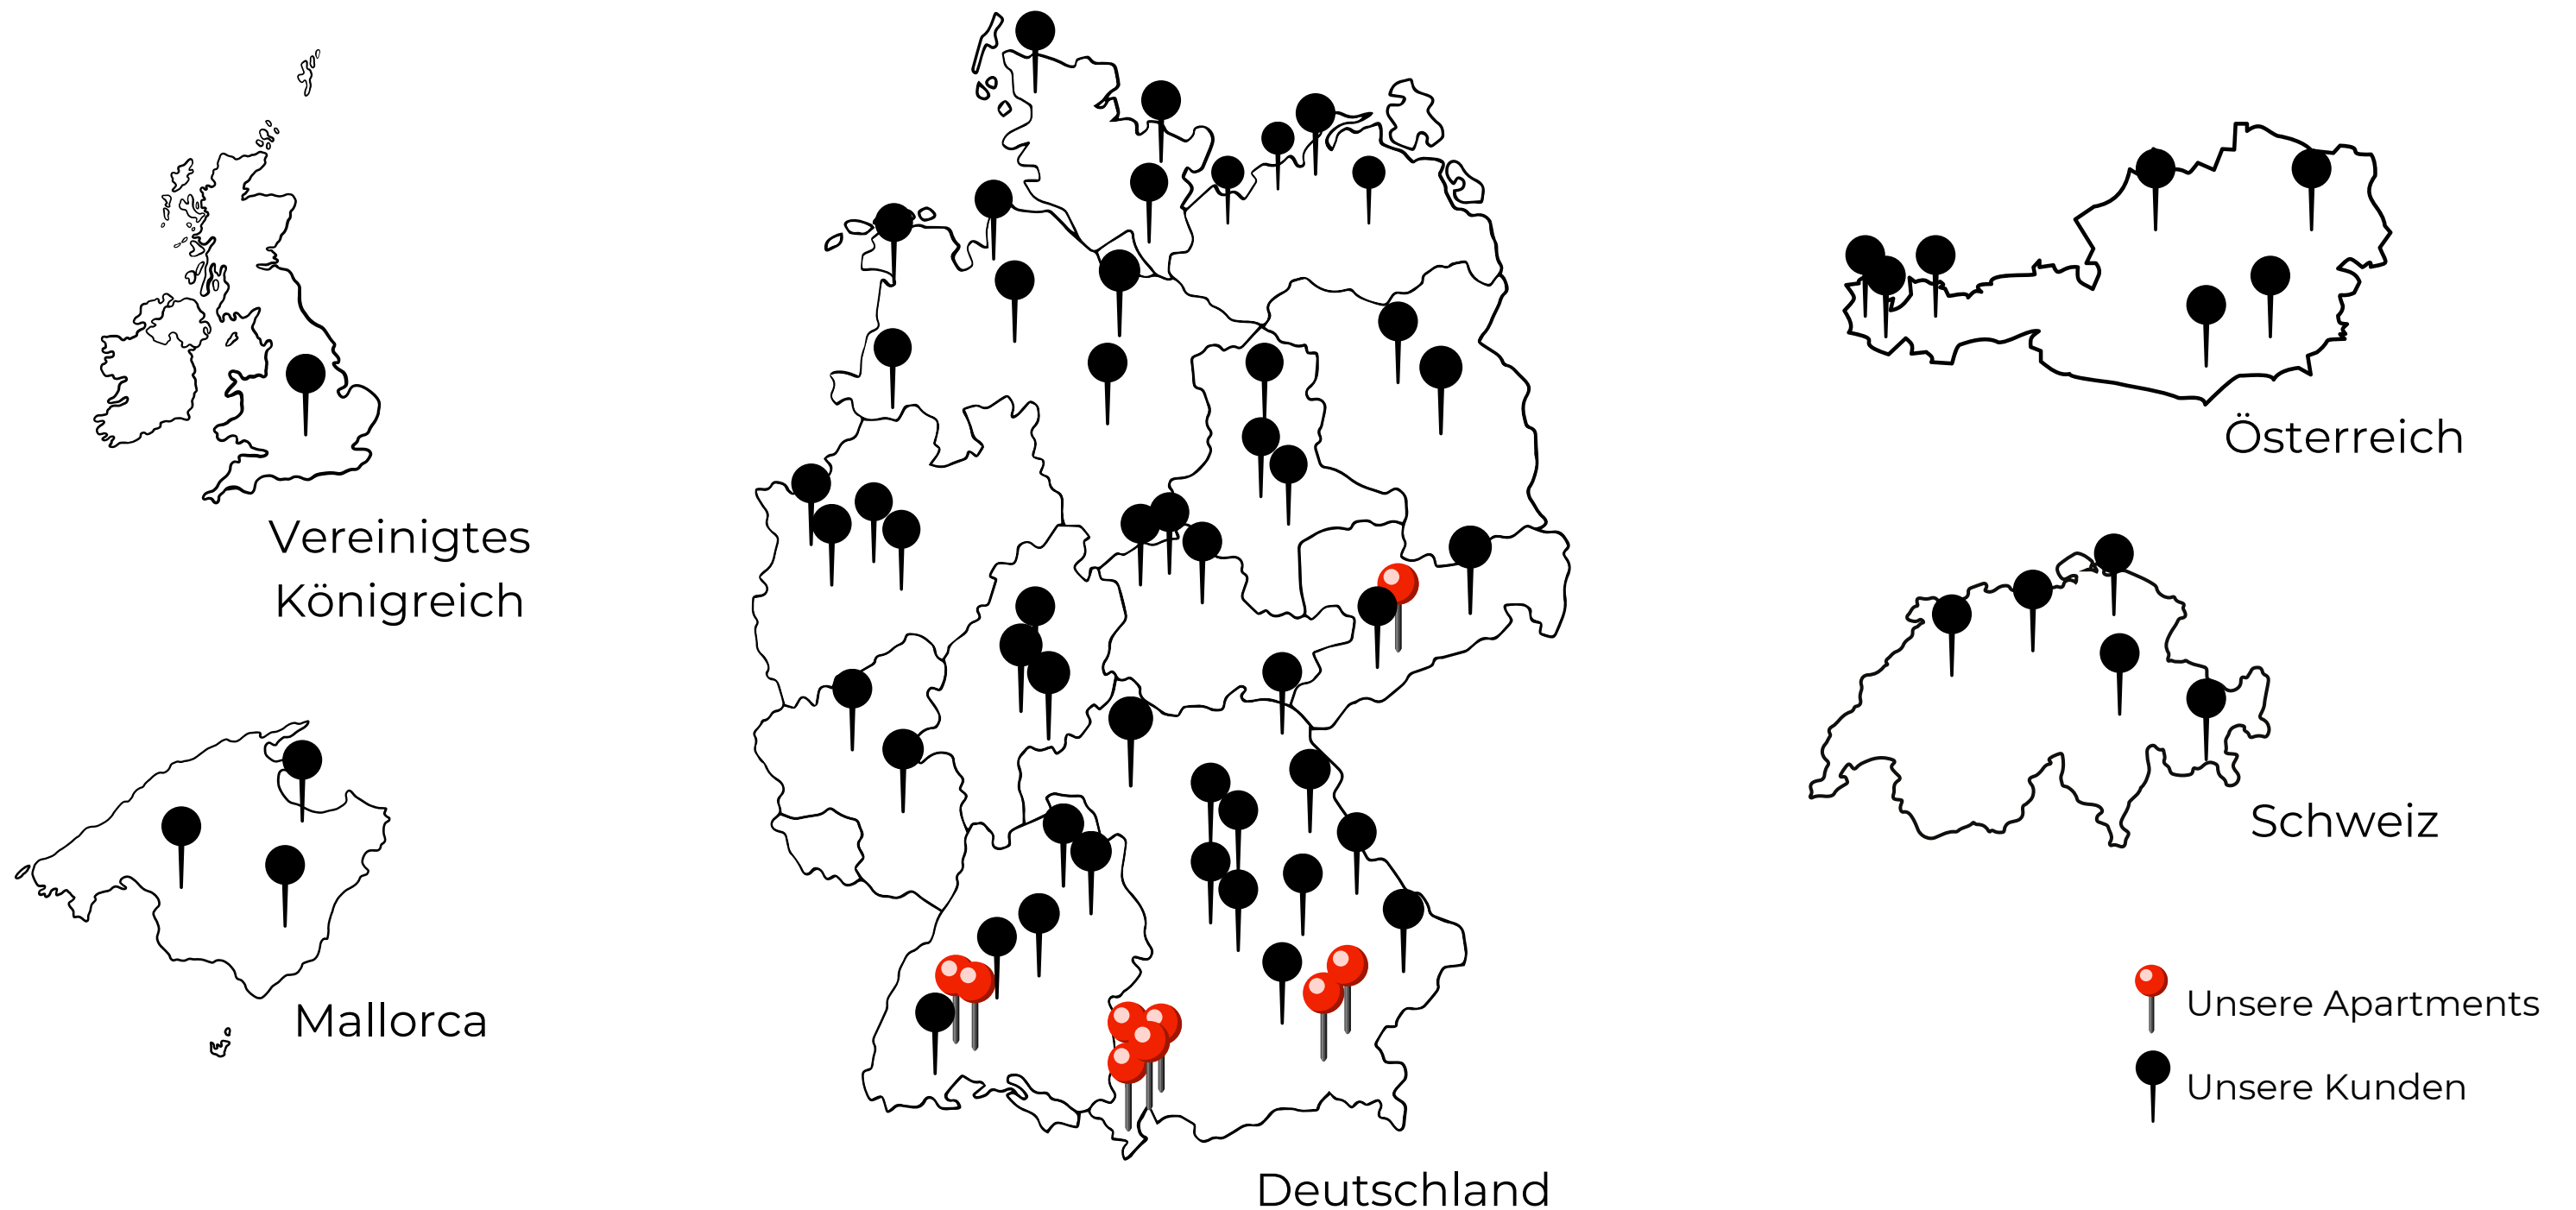 Vereinigtes
Königreich
Mallorca
Deutschland
Österreich
Schweiz
Unsere Apartments
Unsere Kunden